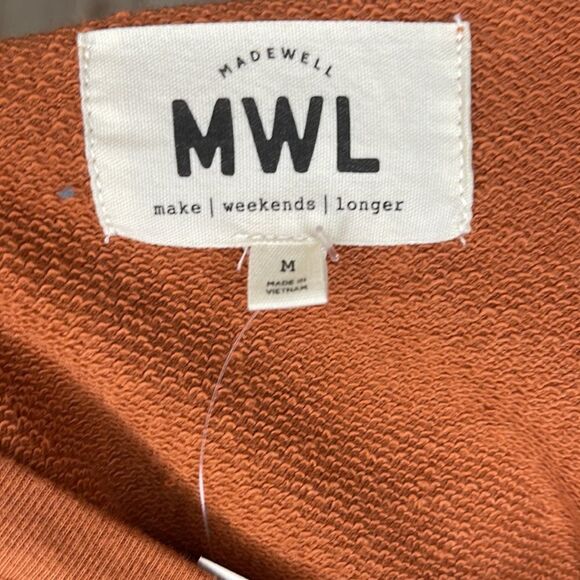 MADEWELL
MWL
make | weekends | longer
M
MADE IN
VIETNAM